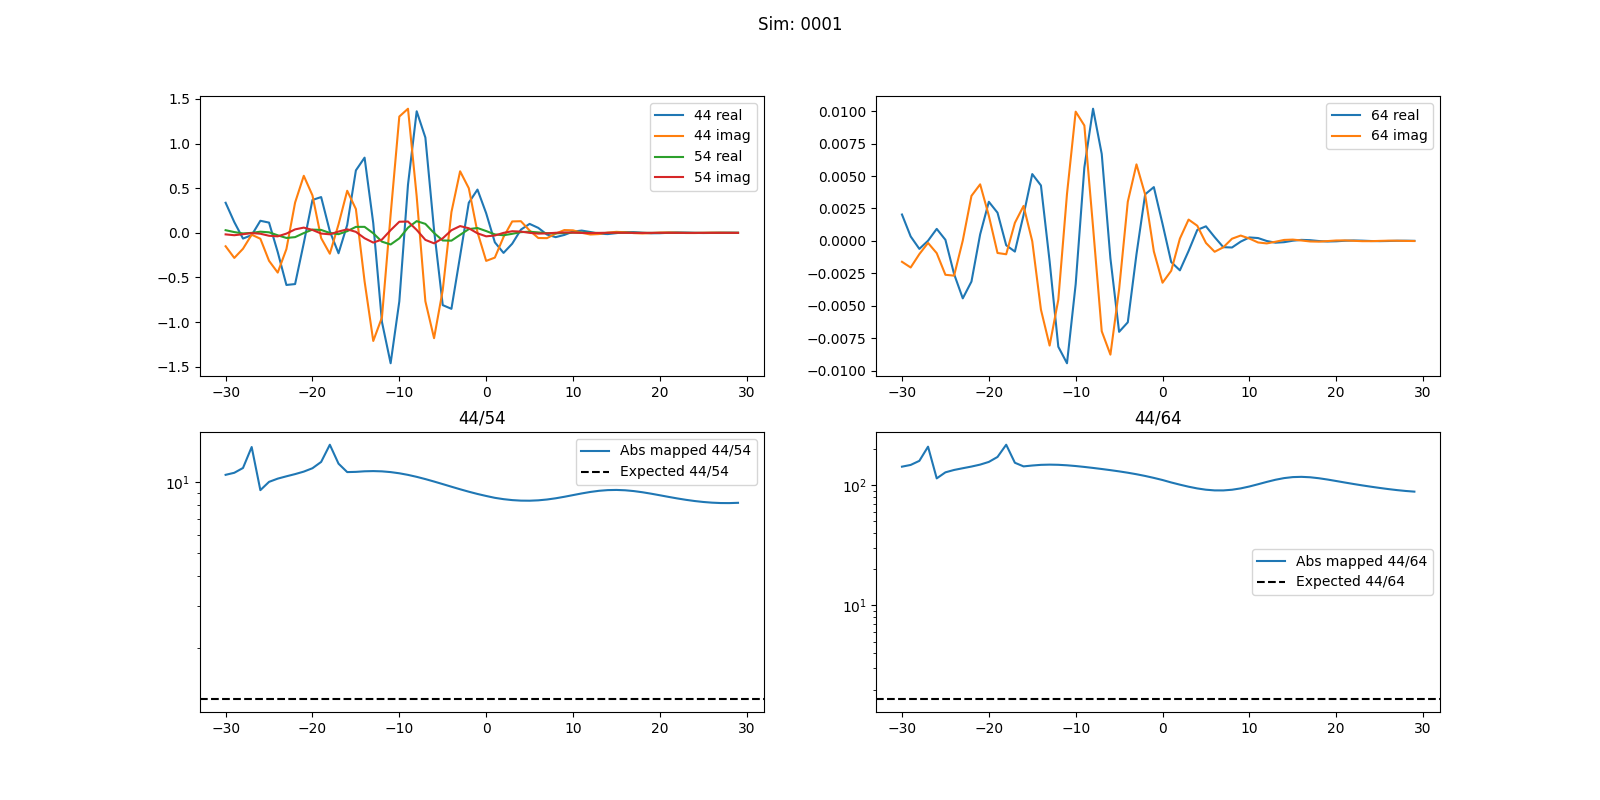 Sim: 0001
1.5
1.0
0.5
0.0
−0.5
−1.0
−1.5
−30 −20 −10 0 10 20 30
44 real
44 imag
54 real
54 imag
0.0100
0.0075
0.0050
0.0025
0.0000
−0.0025
−0.0050
−0.0075
−0.0100
−30 −20 −10 0 10 20 30
64 real
64 imag
44/54
10¹
−30 −20 −10 0 10 20 30
Abs mapped 44/54
Expected 44/54
44/64
10²
10¹
−30 −20 −10 0 10 20 30
Abs mapped 44/64
Expected 44/64